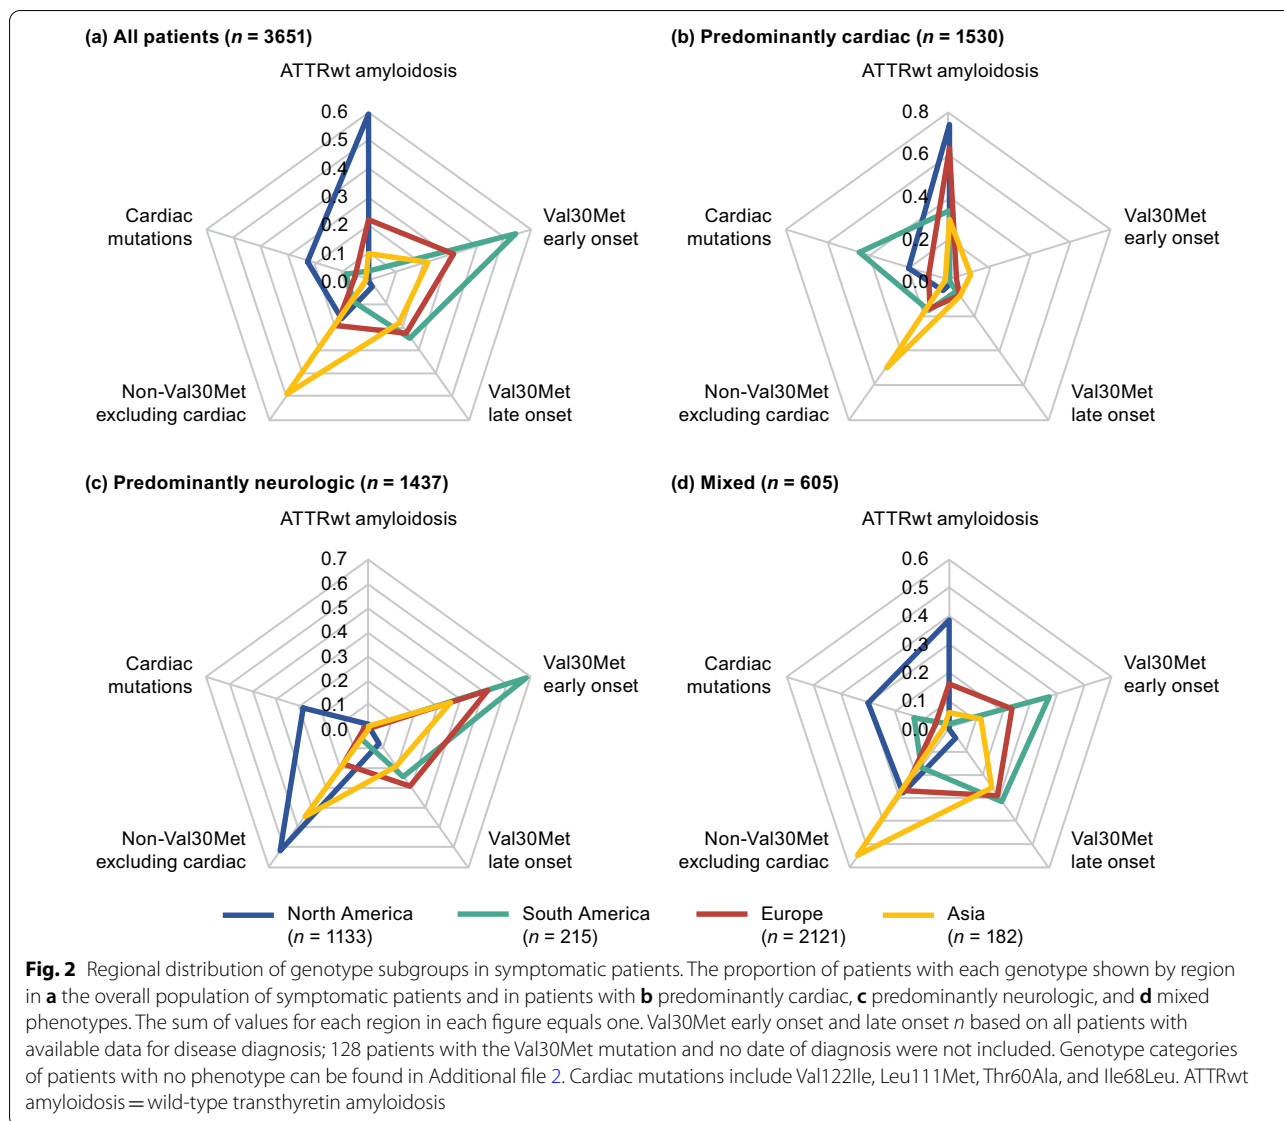 (a) All patients (n = 3651)
ATTRwt amyloidosis
0.6
0.5
0.4
0.3
0.2
0.1
0.0
Cardiac
mutations
Val30Met
early onset
Non-Val30Met
excluding cardiac
Val30Met
late onset
(b) Predominantly cardiac (n = 1530)
ATTRwt amyloidosis
0.8
0.6
0.4
0.2
0.0
Cardiac
mutations
Val30Met
early onset
Non-Val30Met
excluding cardiac
Val30Met
late onset
(c) Predominantly neurologic (n = 1437)
ATTRwt amyloidosis
0.7
0.6
0.5
0.4
0.3
0.2
0.1
0.0
Cardiac
mutations
Val30Met
early onset
Non-Val30Met
excluding cardiac
Val30Met
late onset
(d) Mixed (n = 605)
ATTRwt amyloidosis
0.6
0.5
0.4
0.3
0.2
0.1
0.0
Cardiac
mutations
Val30Met
early onset
Non-Val30Met
excluding cardiac
Val30Met
late onset
North America
(n = 1133)
South America
(n = 215)
Europe
(n = 2121)
Asia
(n = 182)
Fig. 2 Regional distribution of genotype subgroups in symptomatic patients. The proportion of patients with each genotype shown by region
in a the overall population of symptomatic patients and in patients with b predominantly cardiac, c predominantly neurologic, and d mixed
phenotypes. The sum of values for each region in each figure equals one. Val30Met early onset and late onset n based on all patients with
available data for disease diagnosis; 128 patients with the Val30Met mutation and no date of diagnosis were not included. Genotype categories
of patients with no phenotype can be found in Additional file 2. Cardiac mutations include Val122Ile, Leu111Met, Thr60Ala, and Ile68Leu. ATTRwt
amyloidosis = wild-type transthyretin amyloidosis